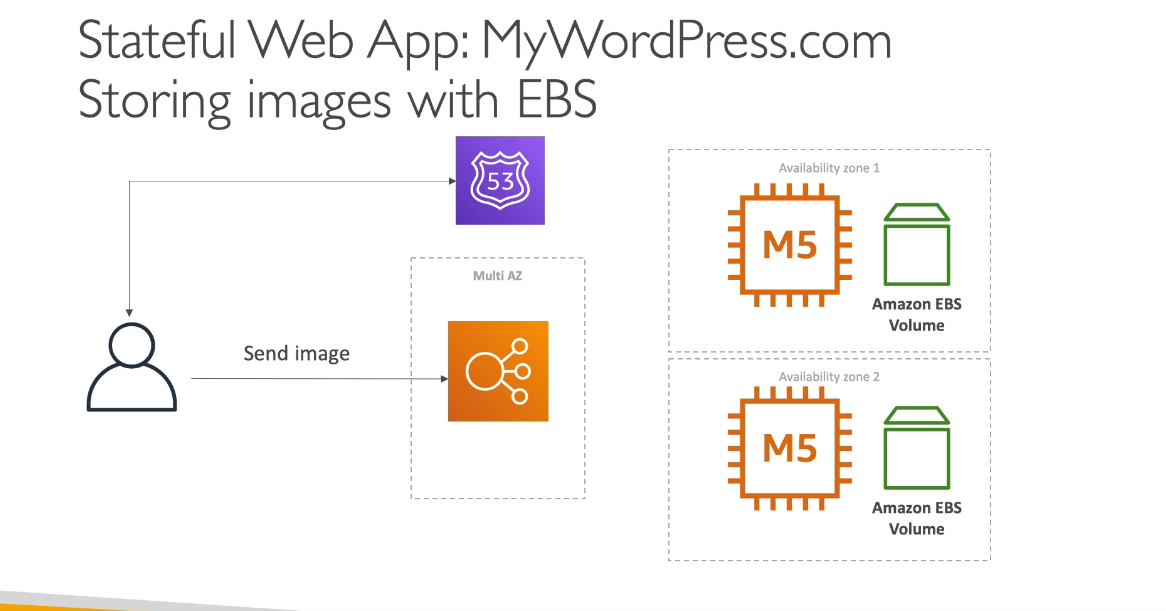 Stateful Web App: MyWordPress.com
Storing images with EBS
53
Availability zone 1
M5
Amazon EBS
Volume
Multi AZ
Send image
Availability zone 2
M5
Amazon EBS
Volume